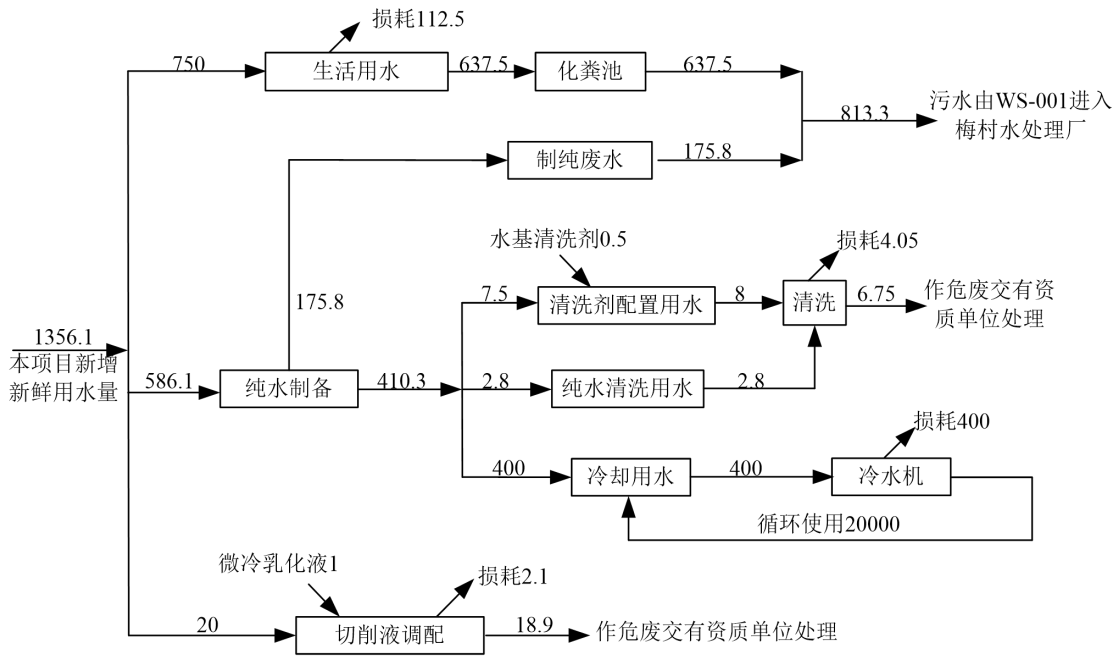 损耗112.5
750
生活用水
637.5
化粪池
637.5
813.3
污水由WS-001进入
梅村水处理厂
制纯废水
175.8
175.8
水基清洗剂0.5
损耗4.05
7.5
清洗剂配置用水
8
清洗
6.75
作危废交有资
质单位处理
1356.1
本项目新增
新鲜用水量
586.1
纯水制备
410.3
2.8
纯水清洗用水
2.8
损耗400
400
冷却用水
400
冷水机
循环使用20000
微冷乳化液1
损耗2.1
20
切削液调配
18.9
作危废交有资质单位处理